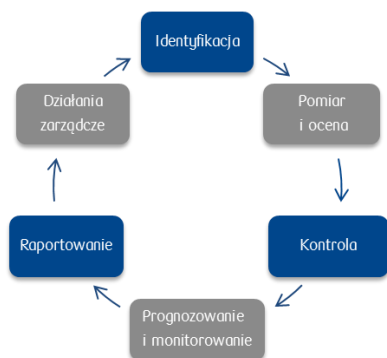 Identyfikacja
Pomiar
i ocena
Kontrola
Prognozowanie
i monitorowanie
Raportowanie
Działania
zarządcze